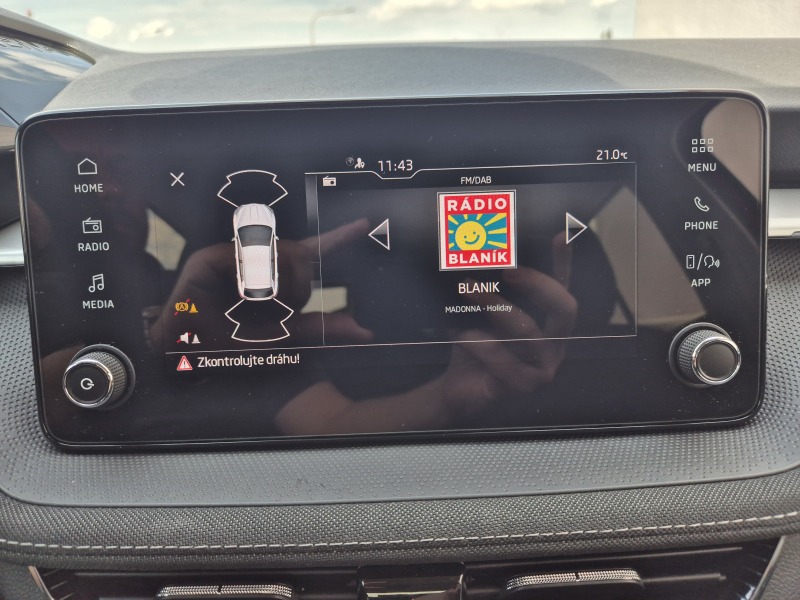 HOME
RADIO
MEDIA
11:43
21.0°C
FM/DAB
RÁDIO
BLANÍK
BLANIK
MADONNA - Holiday
Zkontrolujte dráhu!
MENU
PHONE
APP